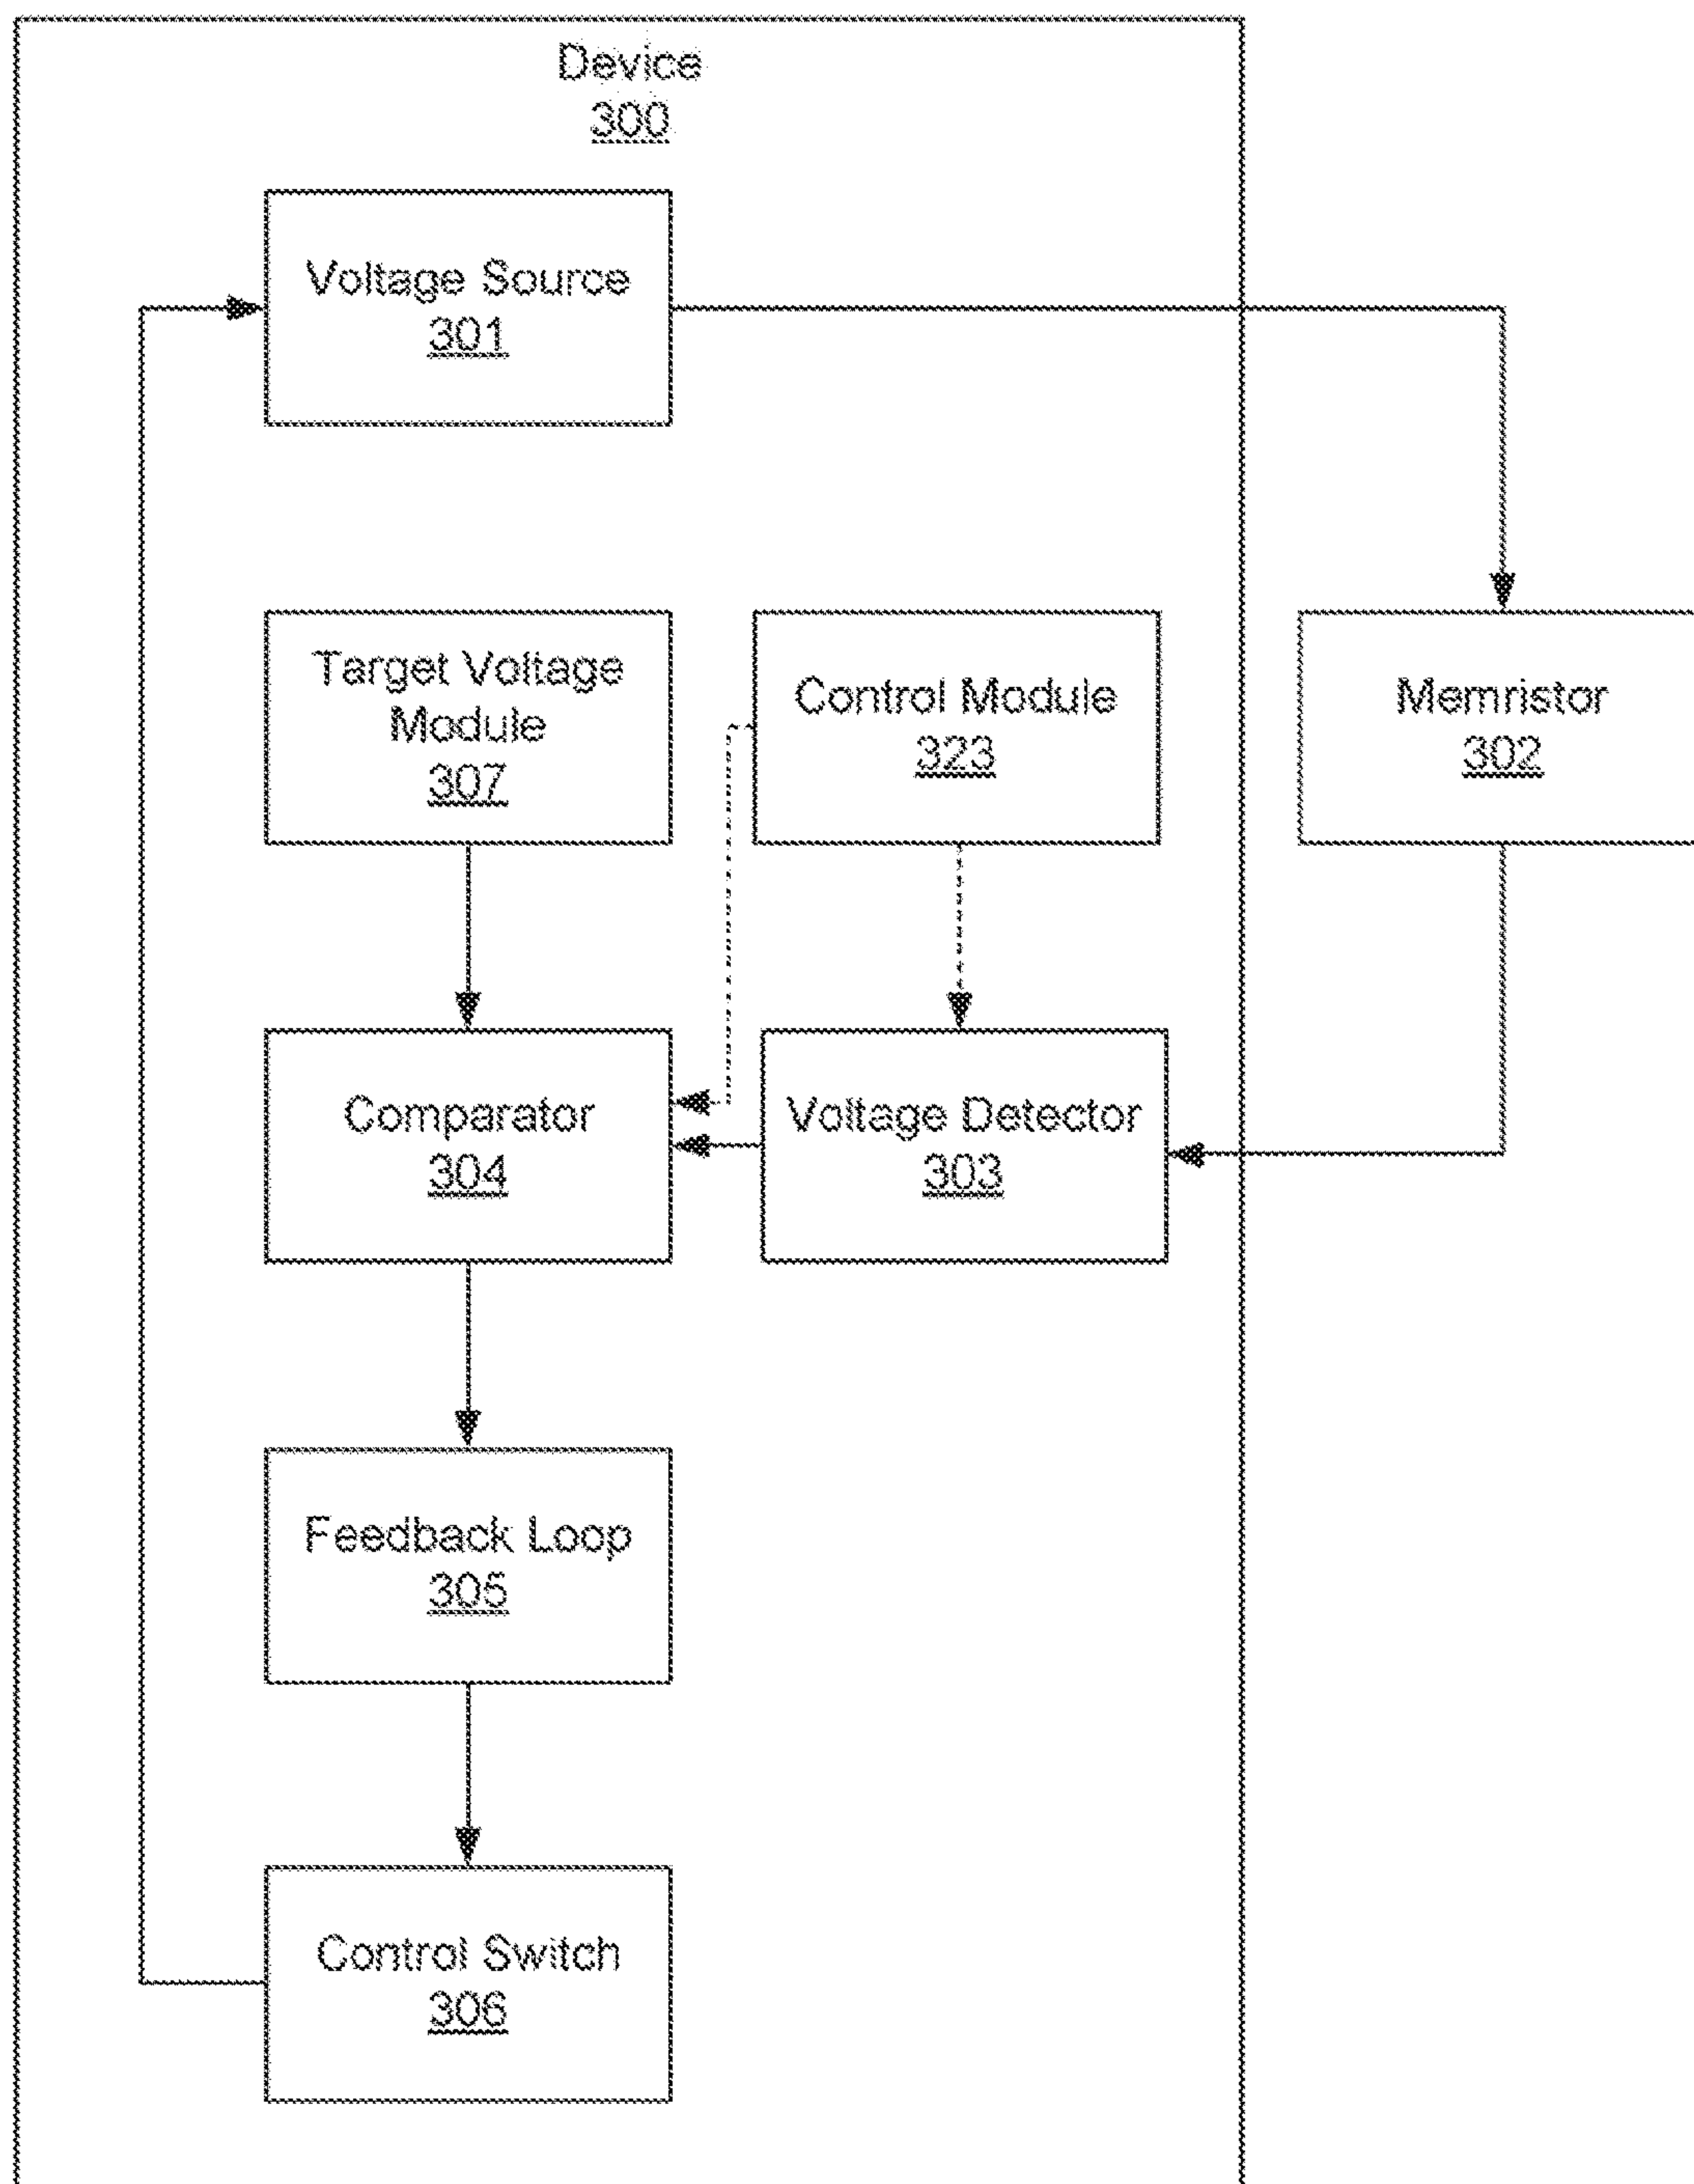 Device
300
Voltage Source
301
Target Voltage
Module
307
Control Module
323
Memristor
302
Comparator
304
Voltage Detector
303
Feedback Loop
305
Control Switch
306